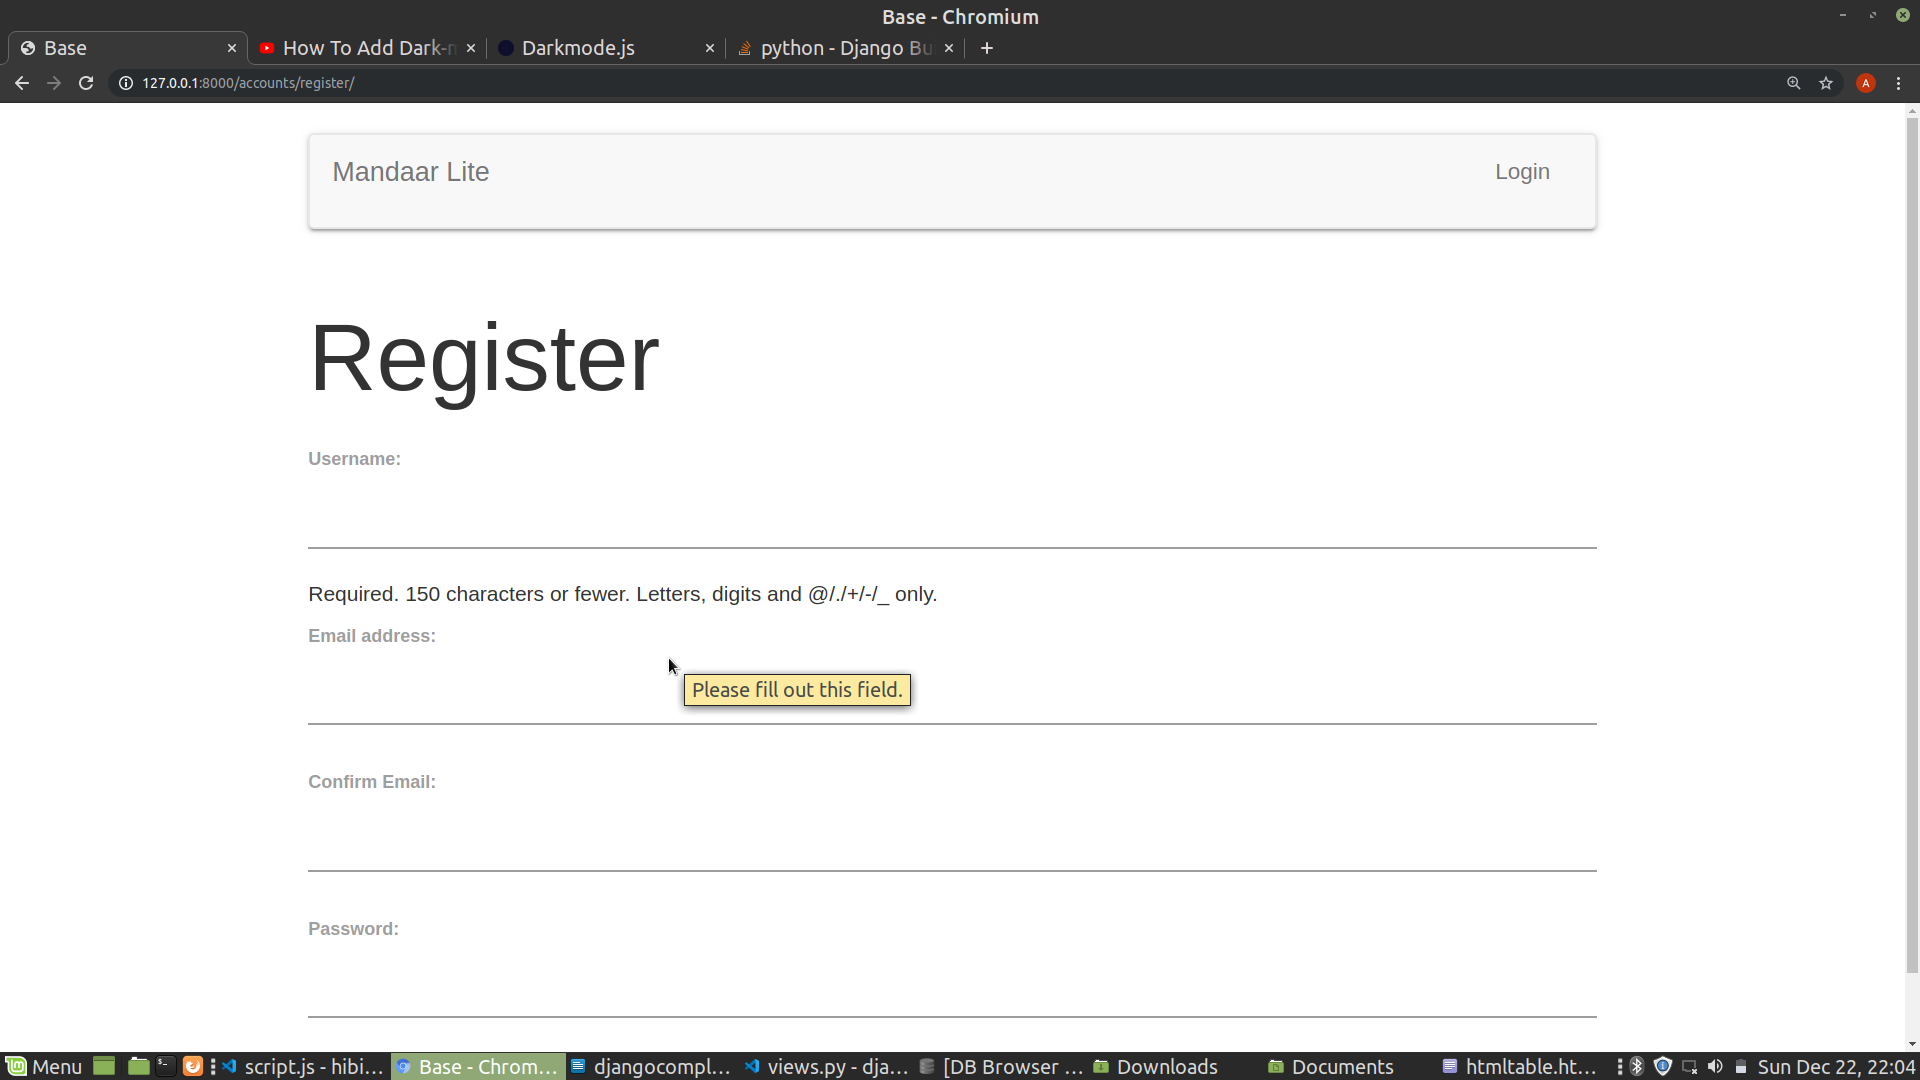 Base - Chromium
Base
How To Add Dark-m
Darkmode.js
python - Django Bu
127.0.0.1:8000/accounts/register/
A
Mandaar Lite
Login
Register
Username:
Required. 150 characters or fewer. Letters, digits and @/./+/-/_ only.
Email address:
Please fill out this field.
Confirm Email:
Password:
Menu
script.js - hibi...
Base - Chrom...
djangocompl...
views.py - dja...
[DB Browser ...
Downloads
Documents
htmltable.ht...
Sun Dec 22, 22:04